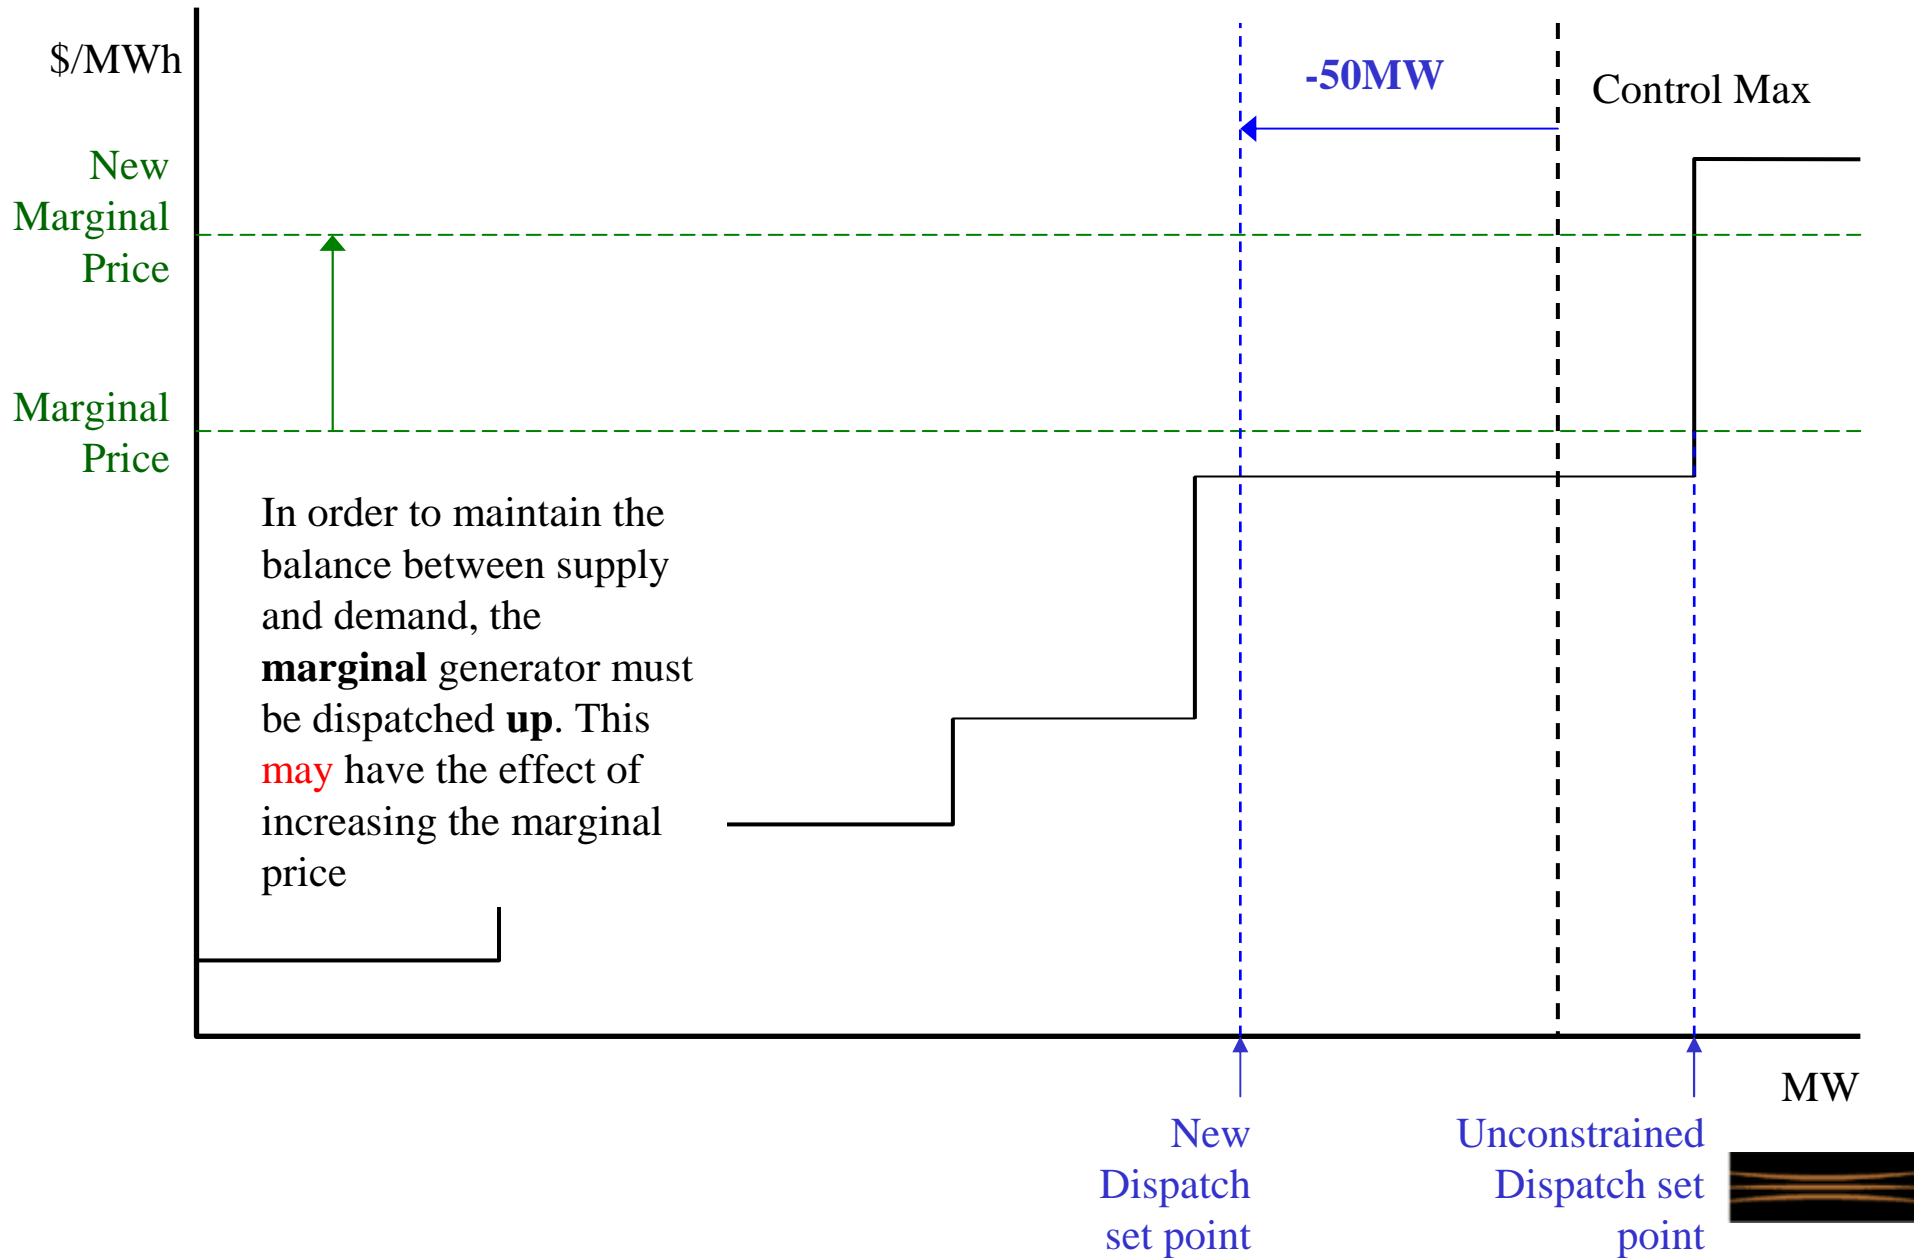 $/MWh
-50MW
Control Max
New
Marginal
Price
Marginal
Price
In order to maintain the
balance between supply
and demand, the
marginal generator must
be dispatched up. This
may have the effect of
increasing the marginal
price
MW
New
Dispatch
set point
Unconstrained
Dispatch set
point